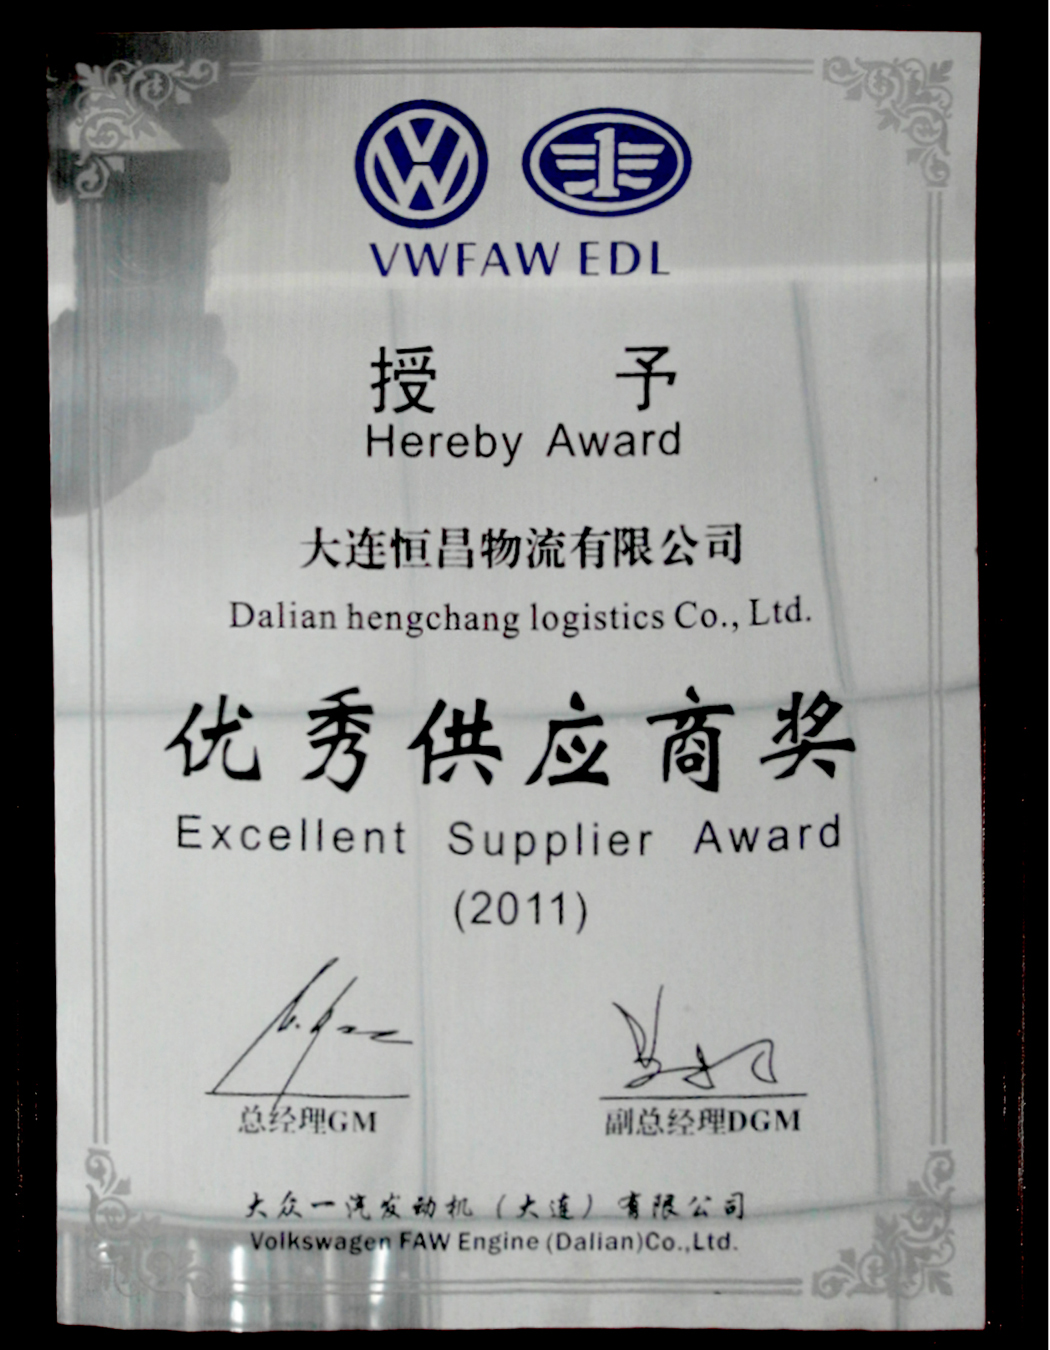 VWFAW EDL
授 予
Hereby Award
大连恒昌物流有限公司
Dalian hengchang logistics Co., Ltd.
优秀供应商奖
Excellent Supplier Award
(2011)
总经理GM 副总经理DGM
大众一汽发动机（大连）有限公司
Volkswagen FAW Engine (Dalian)Co.,Ltd.